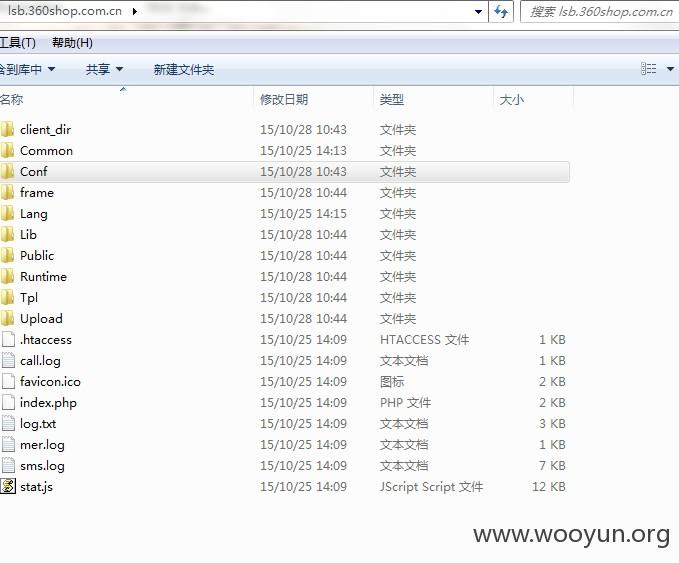 lsb.360shop.com.cn 搜索 lsb.360shop.com.cn
工具(T) 帮助(H)
含到库中 共享 新建文件夹
名称 修改日期 类型 大小
client_dir 15/10/28 10:43 文件夹
Common 15/10/25 14:13 文件夹
Conf 15/10/28 10:43 文件夹
frame 15/10/28 10:44 文件夹
Lang 15/10/25 14:15 文件夹
Lib 15/10/28 10:44 文件夹
Public 15/10/28 10:44 文件夹
Runtime 15/10/28 10:44 文件夹
Tpl 15/10/28 10:44 文件夹
Upload 15/10/28 10:44 文件夹
.htaccess 15/10/25 14:09 HTACCESS 文件 1 KB
call.log 15/10/25 14:09 文本文档 1 KB
favicon.ico 15/10/25 14:09 图标 2 KB
index.php 15/10/25 14:09 PHP 文件 2 KB
log.txt 15/10/25 14:09 文本文档 3 KB
mer.log 15/10/25 14:09 文本文档 1 KB
sms.log 15/10/25 14:09 文本文档 7 KB
stat.js 15/10/25 14:09 JScript Script 文件 12 KB
www.wooyun.org